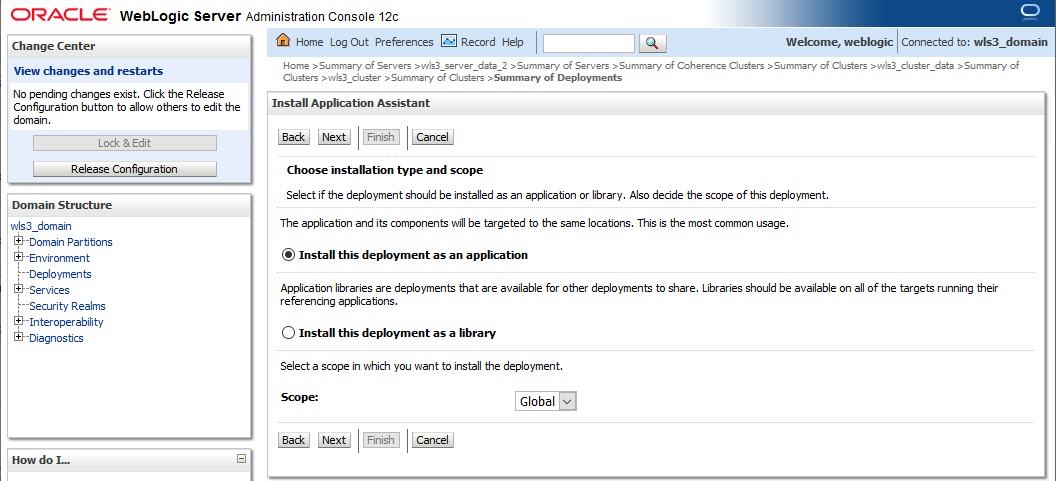 ORACLE WebLogic Server Administration Console 12c
Change Center
View changes and restarts
No pending changes exist. Click the Release
Configuration button to allow others to edit the
domain.
Lock & Edit
Release Configuration
Domain Structure
wls3_domain
Domain Partitions
Environment
Deployments
Services
Security Realms
Interoperability
Diagnostics
How do I...
Home Log Out Preferences Record Help
Welcome, weblogic Connected to: wls3_domain
Home >Summary of Servers >wls3_server_data_2 >Summary of Servers >Summary of Coherence Clusters >Summary of Clusters >wls3_cluster_data >Summary of
Clusters >wls3_cluster >Summary of Clusters >Summary of Deployments
Install Application Assistant
Back Next Finish Cancel
Choose installation type and scope
Select if the deployment should be installed as an application or library. Also decide the scope of this deployment.
The application and its components will be targeted to the same locations. This is the most common usage.
Install this deployment as an application
Application libraries are deployments that are available for other deployments to share. Libraries should be available on all of the targets running their
referencing applications.
Install this deployment as a library
Select a scope in which you want to install the deployment.
Scope: Global
Back Next Finish Cancel